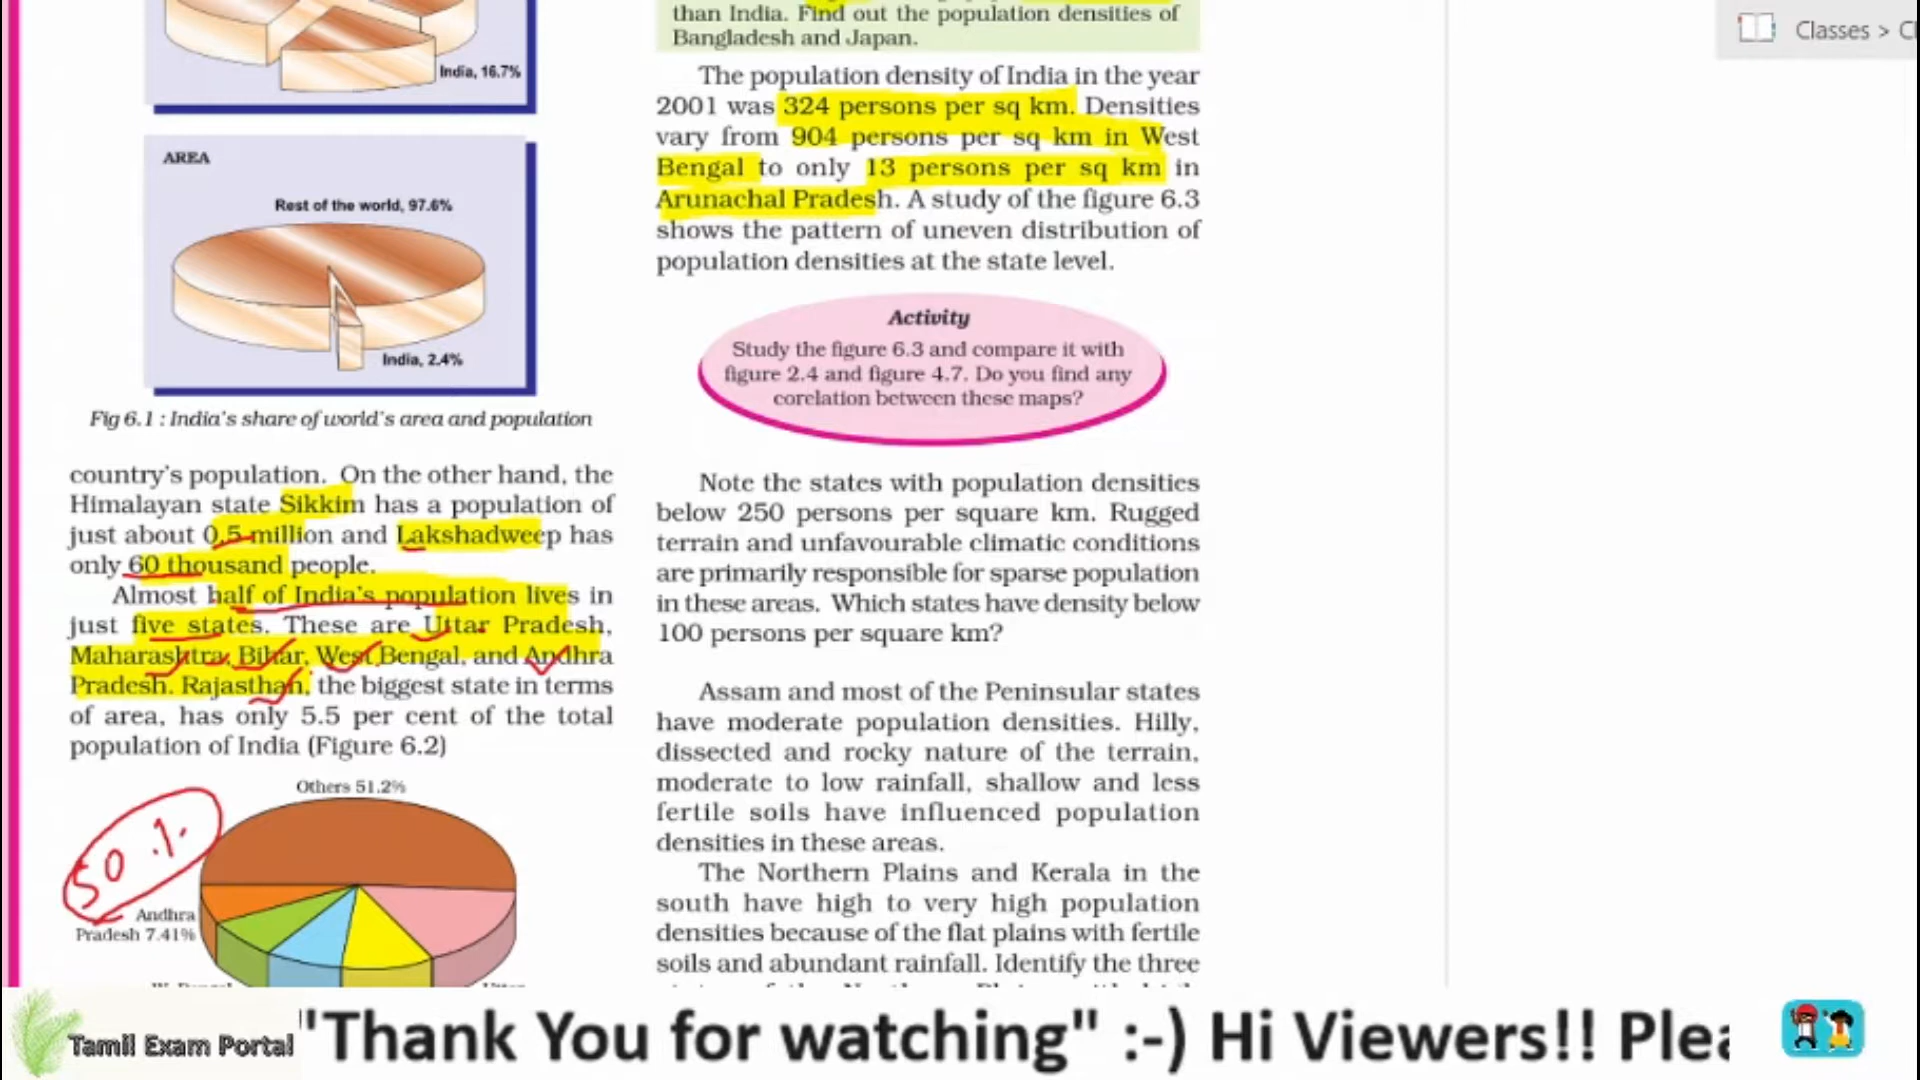 India, 16.7%
AREA
Rest of the world, 97.6%
India, 2.4%
Fig 6.1 : India's share of world's area and population
country's population. On the other hand, the
Himalayan state Sikkim has a population of
just about 0.5 million and Lakshadweep has
only 60 thousand people.
Almost half of India's population lives in
just five states. These are Uttar Pradesh,
Maharashtra, Bihar, West Bengal, and Andhra
Pradesh. Rajasthan, the biggest state in terms
of area, has only 5.5 per cent of the total
population of India (Figure 6.2)
Others 51.2%
50 %
Andhra
Pradesh 7.41%
than India. Find out the population densities of
Bangladesh and Japan.
The population density of India in the year
2001 was 324 persons per sq km. Densities
vary from 904 persons per sq km in West
Bengal to only 13 persons per sq km in
Arunachal Pradesh. A study of the figure 6.3
shows the pattern of uneven distribution of
population densities at the state level.
Activity
Study the figure 6.3 and compare it with
figure 2.4 and figure 4.7. Do you find any
corelation between these maps?
Note the states with population densities
below 250 persons per square km. Rugged
terrain and unfavourable climatic conditions
are primarily responsible for sparse population
in these areas. Which states have density below
100 persons per square km?
Assam and most of the Peninsular states
have moderate population densities. Hilly,
dissected and rocky nature of the terrain,
moderate to low rainfall, shallow and less
fertile soils have influenced population
densities in these areas.
The Northern Plains and Kerala in the
south have high to very high population
densities because of the flat plains with fertile
soils and abundant rainfall. Identify the three
Classes >
Tamil Exam Portal
"Thank You for watching" :-) Hi Viewers!!